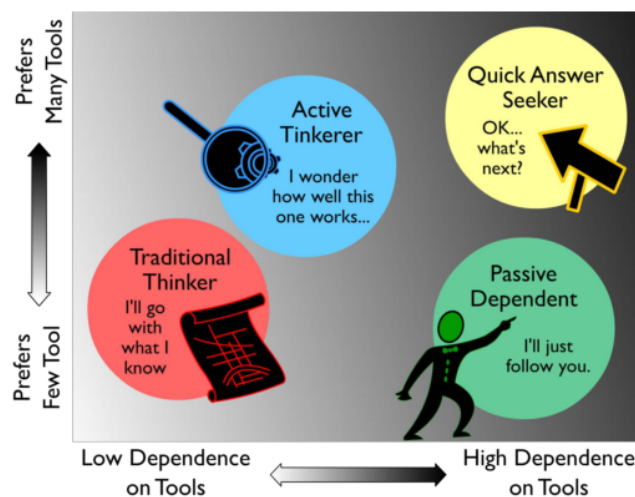 Prefers
Many Tools
Quick Answer
Seeker
OK...
what's
next?
Active
Tinkerer
I wonder
how well this
one works...
Traditional
Thinker
I'll go
with
what I
know
Passive
Dependent
I'll just
follow you.
Prefers
Few Tool
Low Dependence
on Tools
High Dependence
on Tools